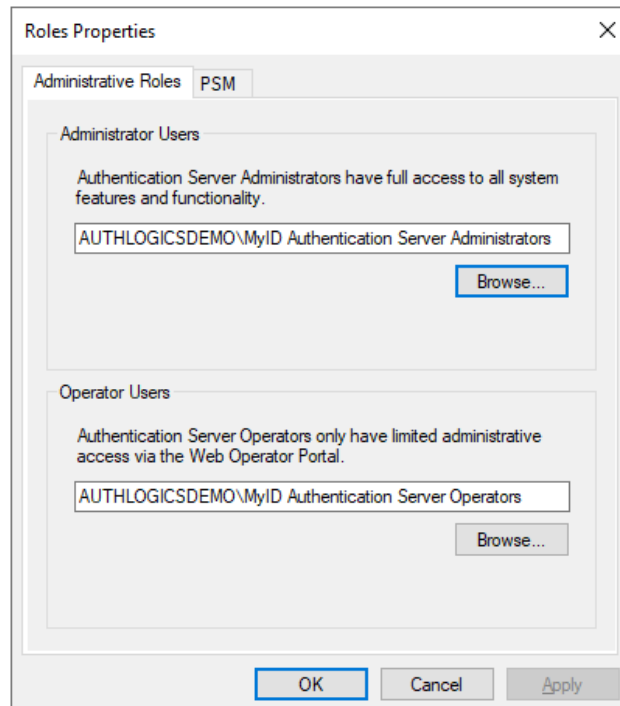 Roles Properties
Administrative Roles
PSM
Administrator Users
Authentication Server Administrators have full access to all system
features and functionality.
AUTHLOGICSDEMO\MyID Authentication Server Administrators
Browse...
Operator Users
Authentication Server Operators only have limited administrative
access via the Web Operator Portal.
AUTHLOGICSDEMO\MyID Authentication Server Operators
Browse...
OK
Cancel
Apply